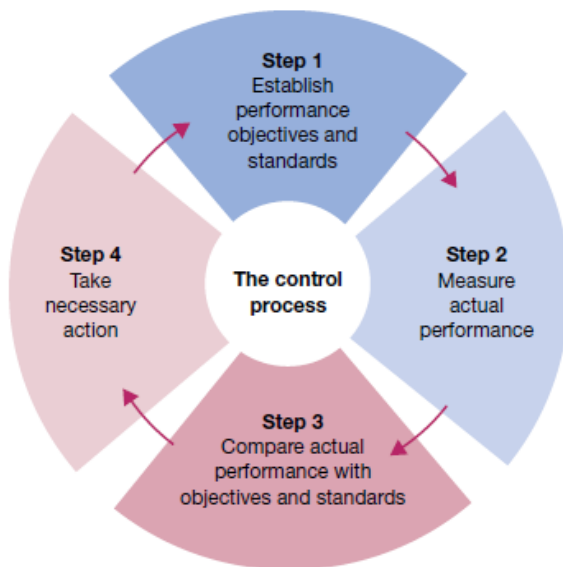 Step 1
Establish
performance
objectives and
standards
Step 2
Measure
actual
performance
Step 3
Compare actual
performance with
objectives and standards
Step 4
Take
necessary
action
The control
process